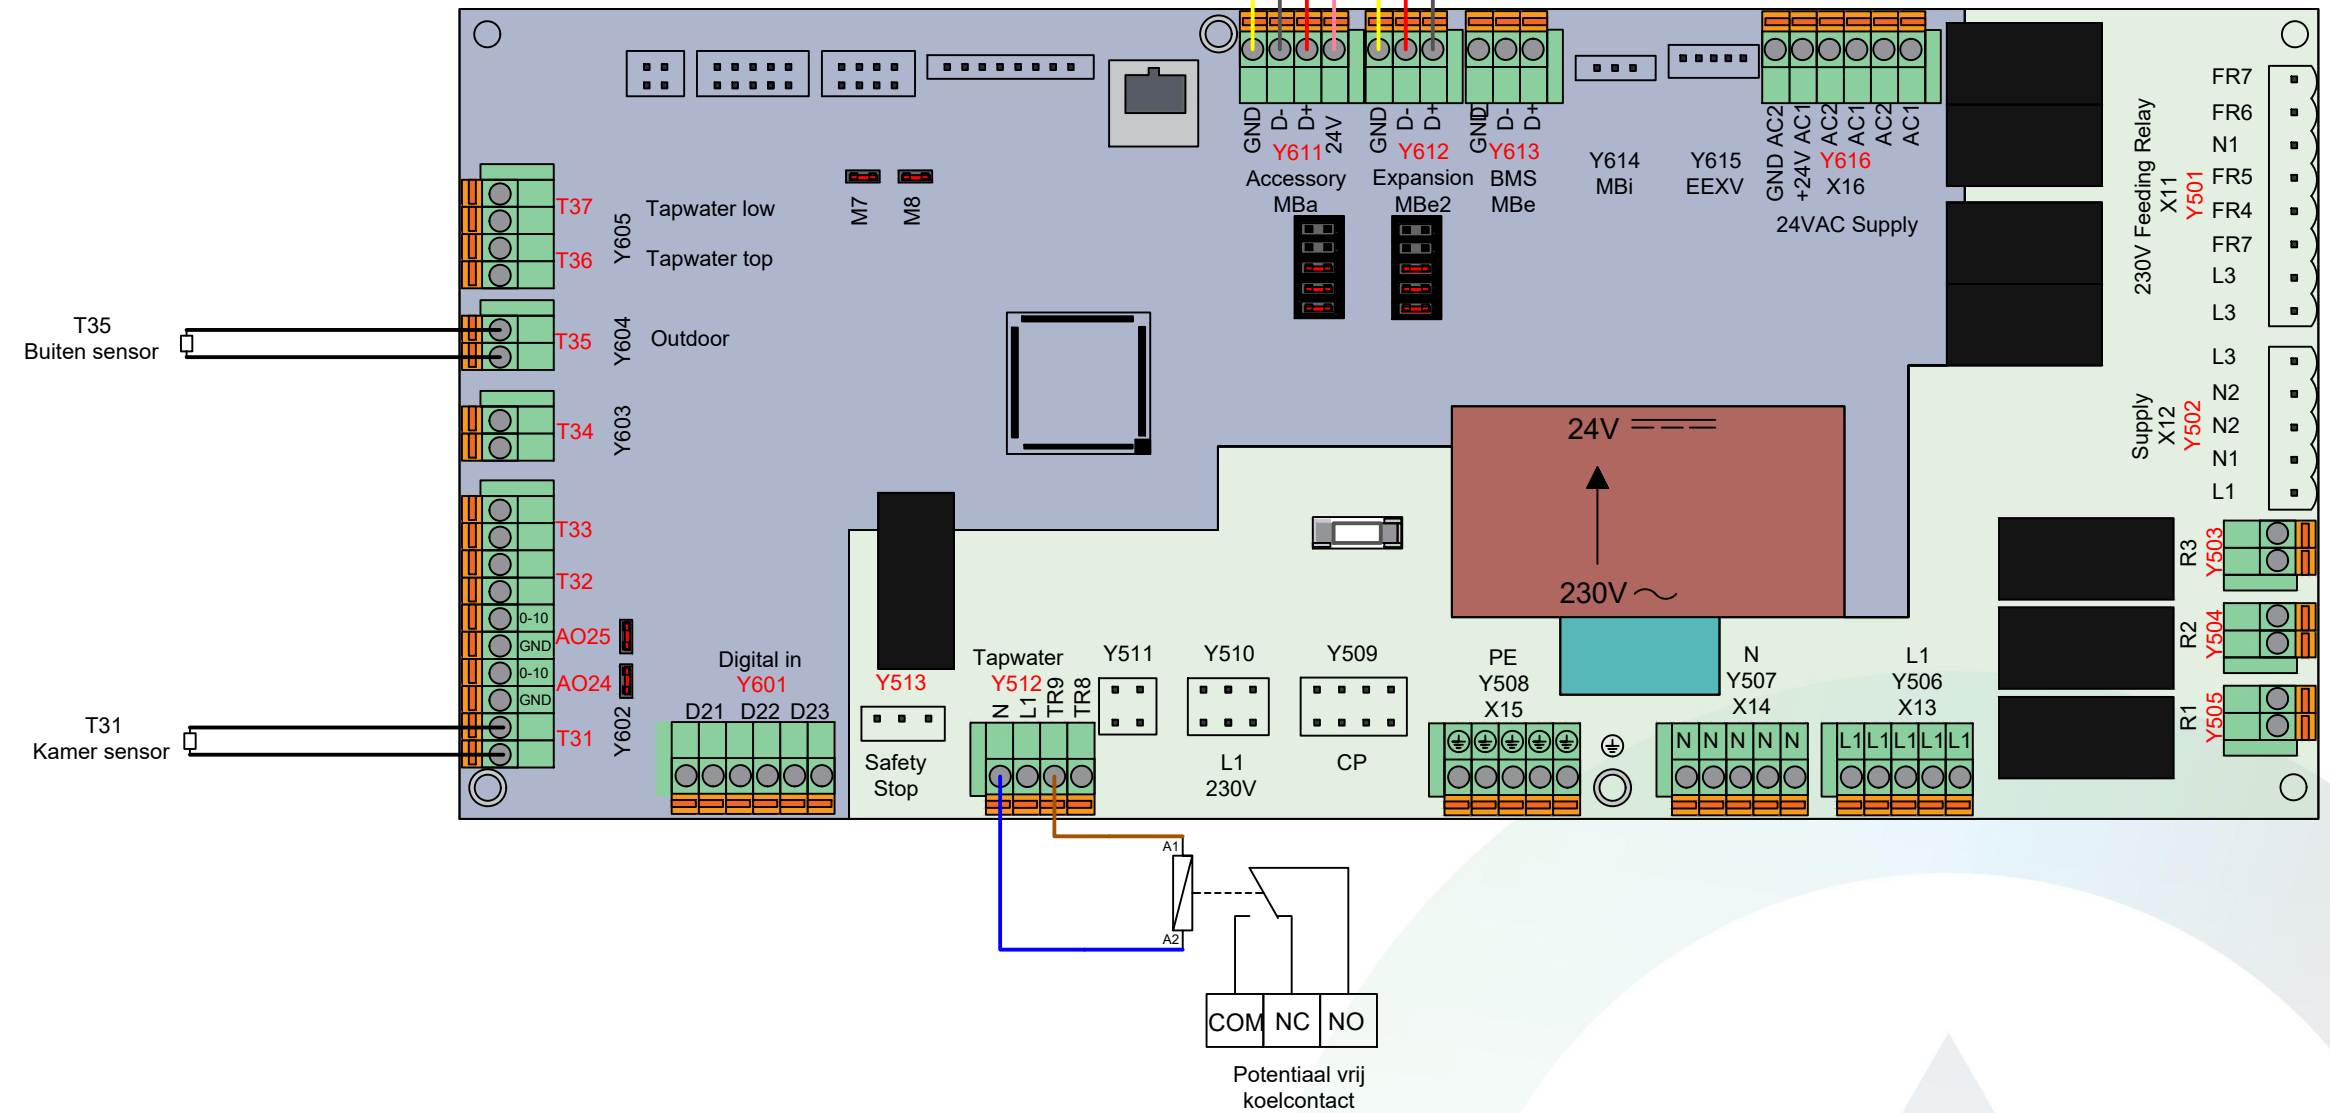 GND
D-
D+
24V
Y611
Accessory
MBa
GND
D-
D+
Y612
Expansion
MBe2
GND
D-
D+
Y613
BMS
MBe
Y614
MBi
Y615
EEXV
GND AC2
+24V AC1
AC2
AC1
AC2
AC1
Y616
X16
24VAC Supply
230V Feeding Relay
X11
Y501
FR7
FR6
N1
FR5
FR4
FR7
L3
L3
Supply
X12
Y502
L3
N2
N2
N1
L1
M7
M8
T37
T36
Y605
Tapwater low
Tapwater top
T35
Buiten sensor
T35
Y604
Outdoor
T34
Y603
T33
T32
0-10
GND
AO25
0-10
GND
AO24
T31
Y602
T31
Kamer sensor
24V
230V
R3
Y503
R2
Y504
R1
Y505
Digital in
Y601
D21
D22
D23
Y513
Safety
Stop
Tapwater
Y512
N
L1
TR9
TR8
Y511
Y510
L1
230V
Y509
CP
PE
Y508
X15
N
Y507
X14
N N N N N
L1
Y506
X13
L1 L1 L1 L1 L1
A1
A2
COM NC NO
Potentiaal vrij
koelcontact